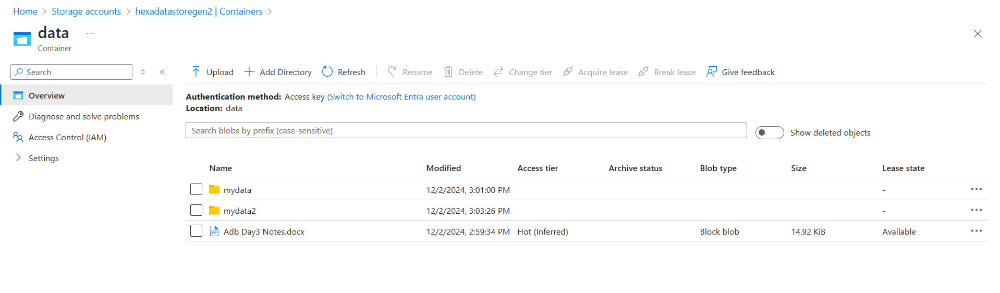 Home > Storage accounts > hexadatastoregen2 | Containers >
data ...
Container
Search
Overview
Diagnose and solve problems
Access Control (IAM)
Settings
Upload Add Directory Refresh Rename Delete Change tier Acquire lease Break lease Give feedback
Authentication method: Access key (Switch to Microsoft Entra user account)
Location: data
Search blobs by prefix (case-sensitive)
Show deleted objects
Name Modified Access tier Archive status Blob type Size Lease state
mydata 12/2/2024, 3:01:00 PM -
mydata2 12/2/2024, 3:03:26 PM -
Adb Day3 Notes.docx 12/2/2024, 2:59:34 PM Hot (Inferred) Block blob 14.92 KiB Available